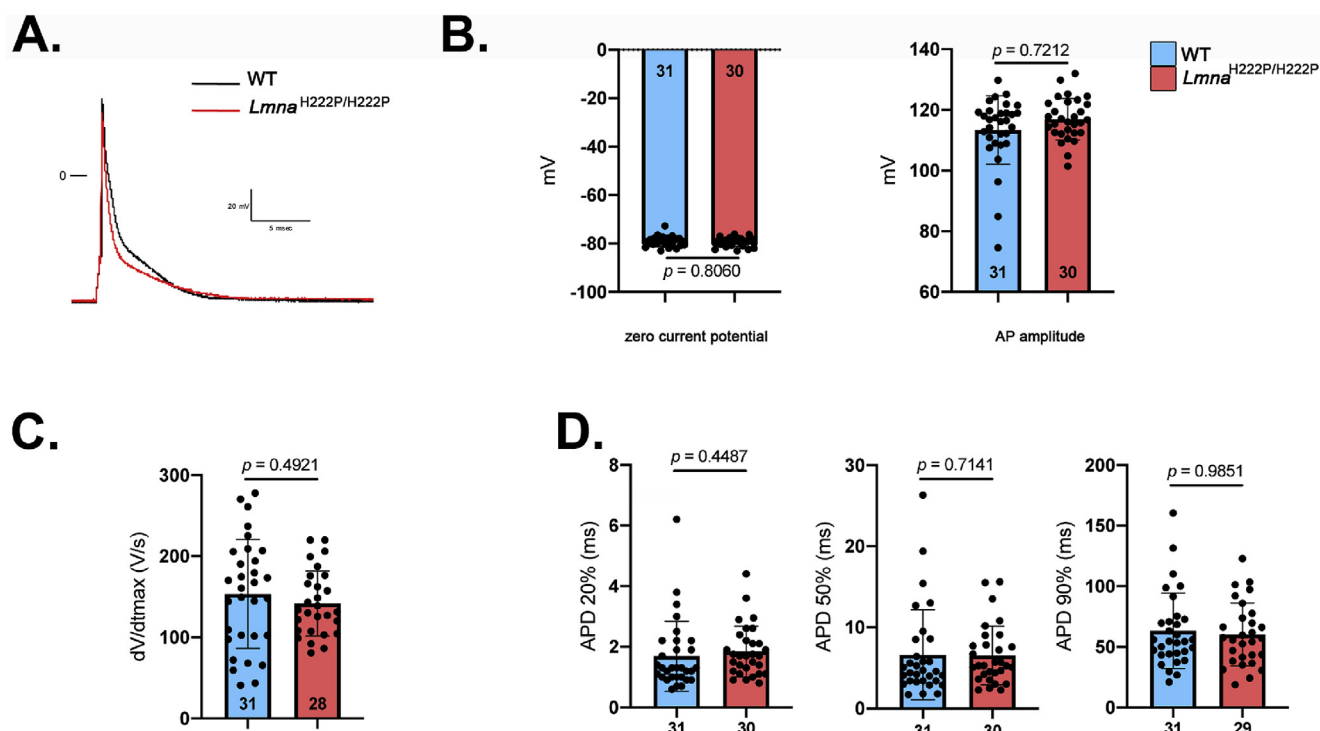 A.
WT
Lmna H222P/H222P
0
20 mV
5 msec
B.
mV
0
-20
-40
-60
-80
-100
31
30
p = 0.8060
zero current potential
mV
140
120
100
80
60
p = 0.7212
31
30
AP amplitude
WT
Lmna H222P/H222P
C.
dV/dtmax (V/s)
300
200
100
0
p = 0.4921
31
28
D.
APD 20% (ms)
8
6
4
2
0
p = 0.4487
31
30
APD 50% (ms)
30
20
10
0
p = 0.7141
31
30
APD 90% (ms)
200
150
100
50
0
p = 0.9851
31
29